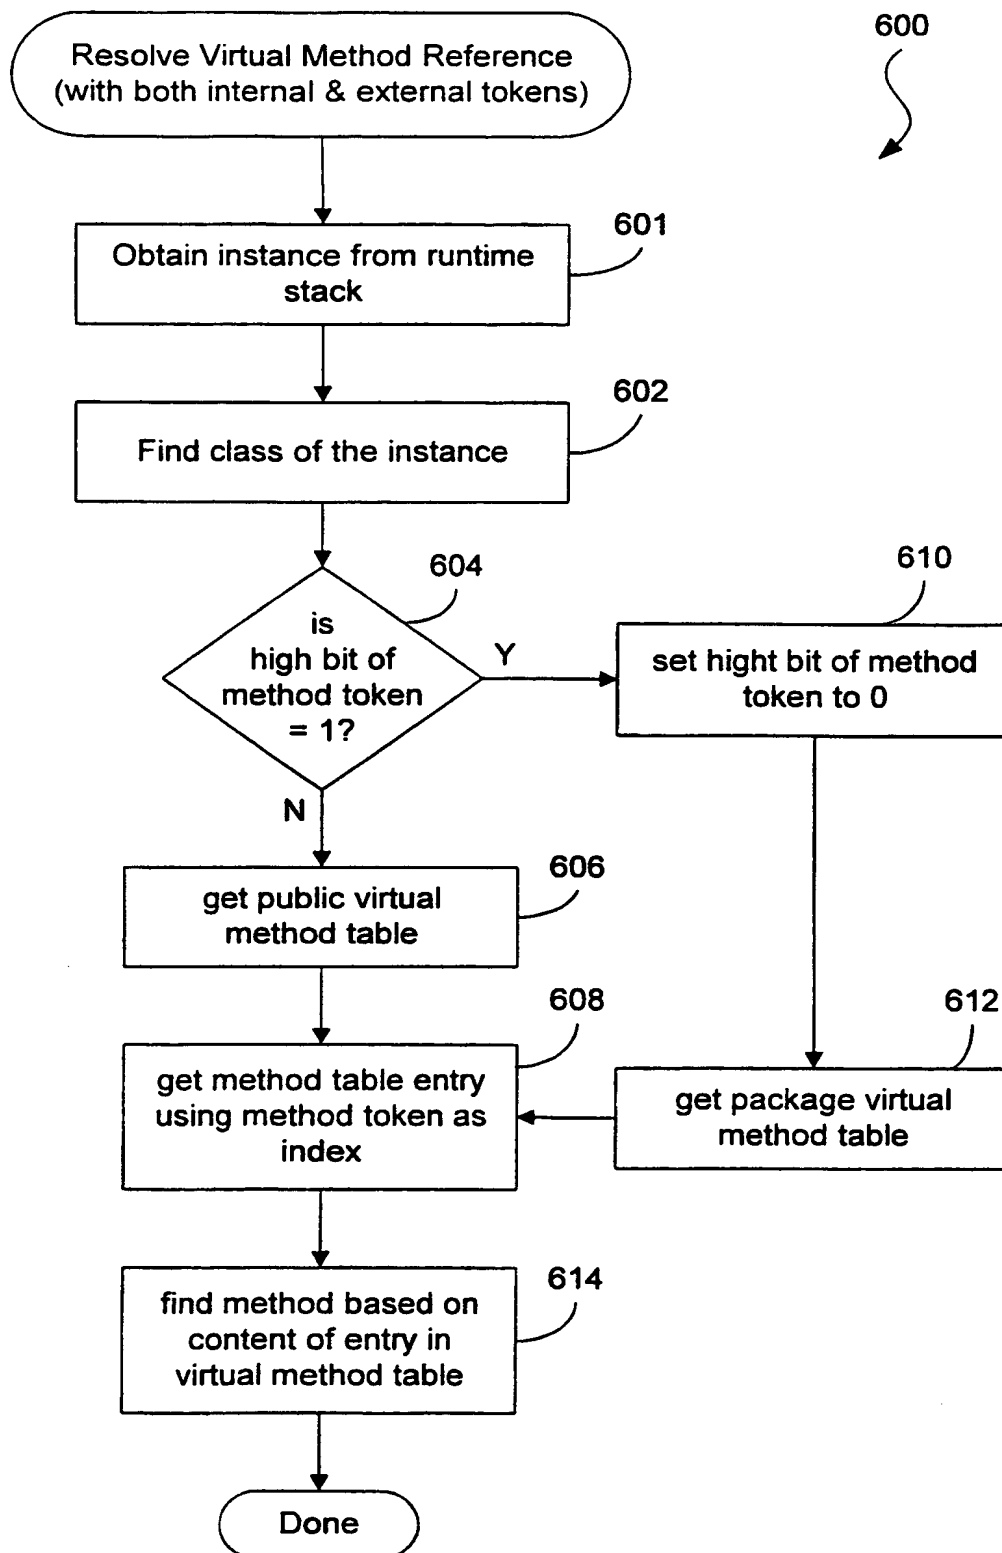 600
Resolve Virtual Method Reference
(with both internal & external tokens)
601
Obtain instance from runtime
stack
602
Find class of the instance
604
is
high bit of
method token
= 1?
Y
610
set hight bit of method
token to 0
N
606
get public virtual
method table
608
get method table entry
using method token as
index
612
get package virtual
method table
614
find method based on
content of entry in
virtual method table
Done